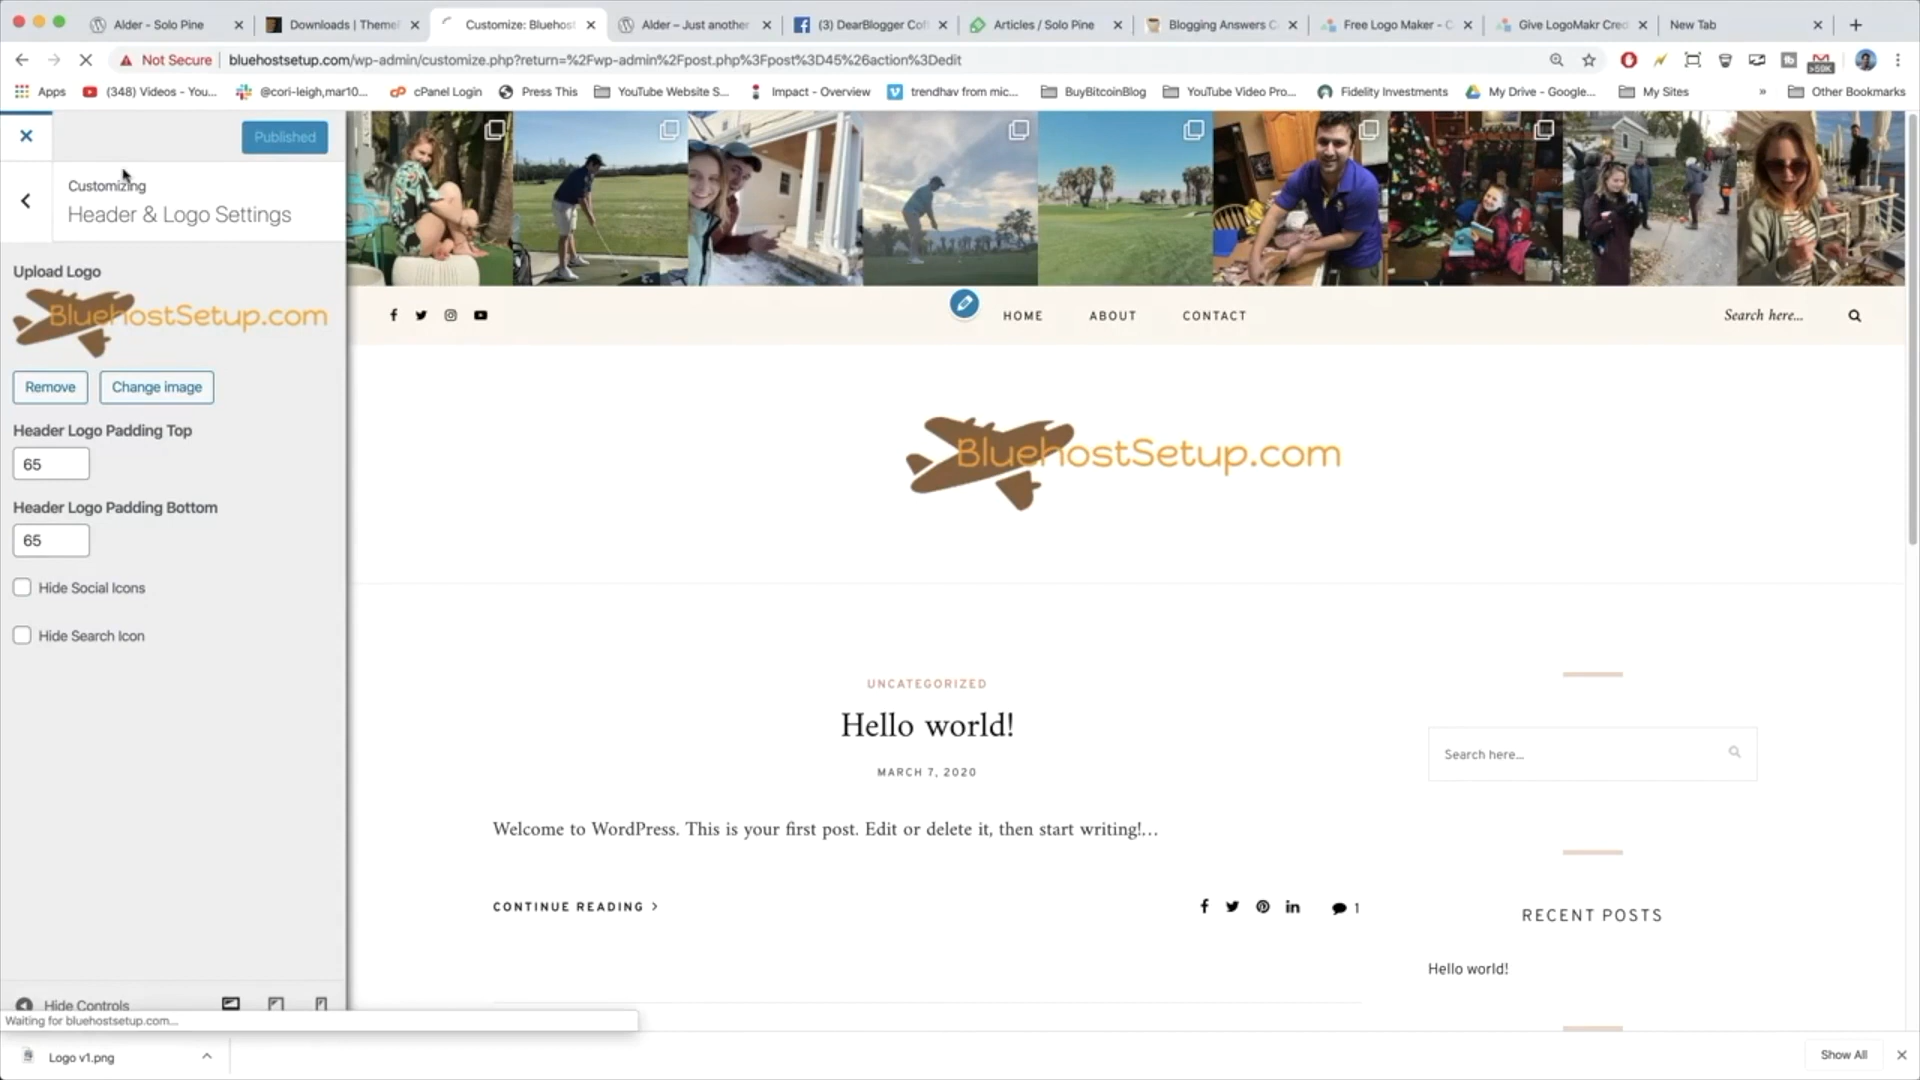 Alder - Solo Pine
Downloads | Theme
Customize: Bluehost
Alder – Just another
(3) DearBlogger Co
Articles / Solo Pine
Blogging Answers C
Free Logo Maker - C
Give LogoMakr Cred
New Tab
Not Secure
bluehostsetup.com/wp-admin/customize.php?return=%2Fwp-admin%2Fpost.php%3Fpost%3D45%26action%3Dedit
Apps
(348) Videos - You...
@cori-leigh,mar10...
cPanel Login
Press This
YouTube Website S...
Impact - Overview
trendhav from mic...
BuyBitcoinBlog
YouTube Video Pro...
Fidelity Investments
My Drive - Google...
My Sites
»
Other Bookmarks
Published
Customizing
Header & Logo Settings
Upload Logo
BluehostSetup.com
Remove
Change image
Header Logo Padding Top
65
Header Logo Padding Bottom
65
Hide Social Icons
Hide Search Icon
Hide Controls
Waiting for bluehostsetup.com...
HOME
ABOUT
CONTACT
Search here...
BluehostSetup.com
UNCATEGORIZED
Hello world!
MARCH 7, 2020
Welcome to WordPress. This is your first post. Edit or delete it, then start writing!...
CONTINUE READING >
1
Search here...
RECENT POSTS
Hello world!
Logo v1.png
Show All